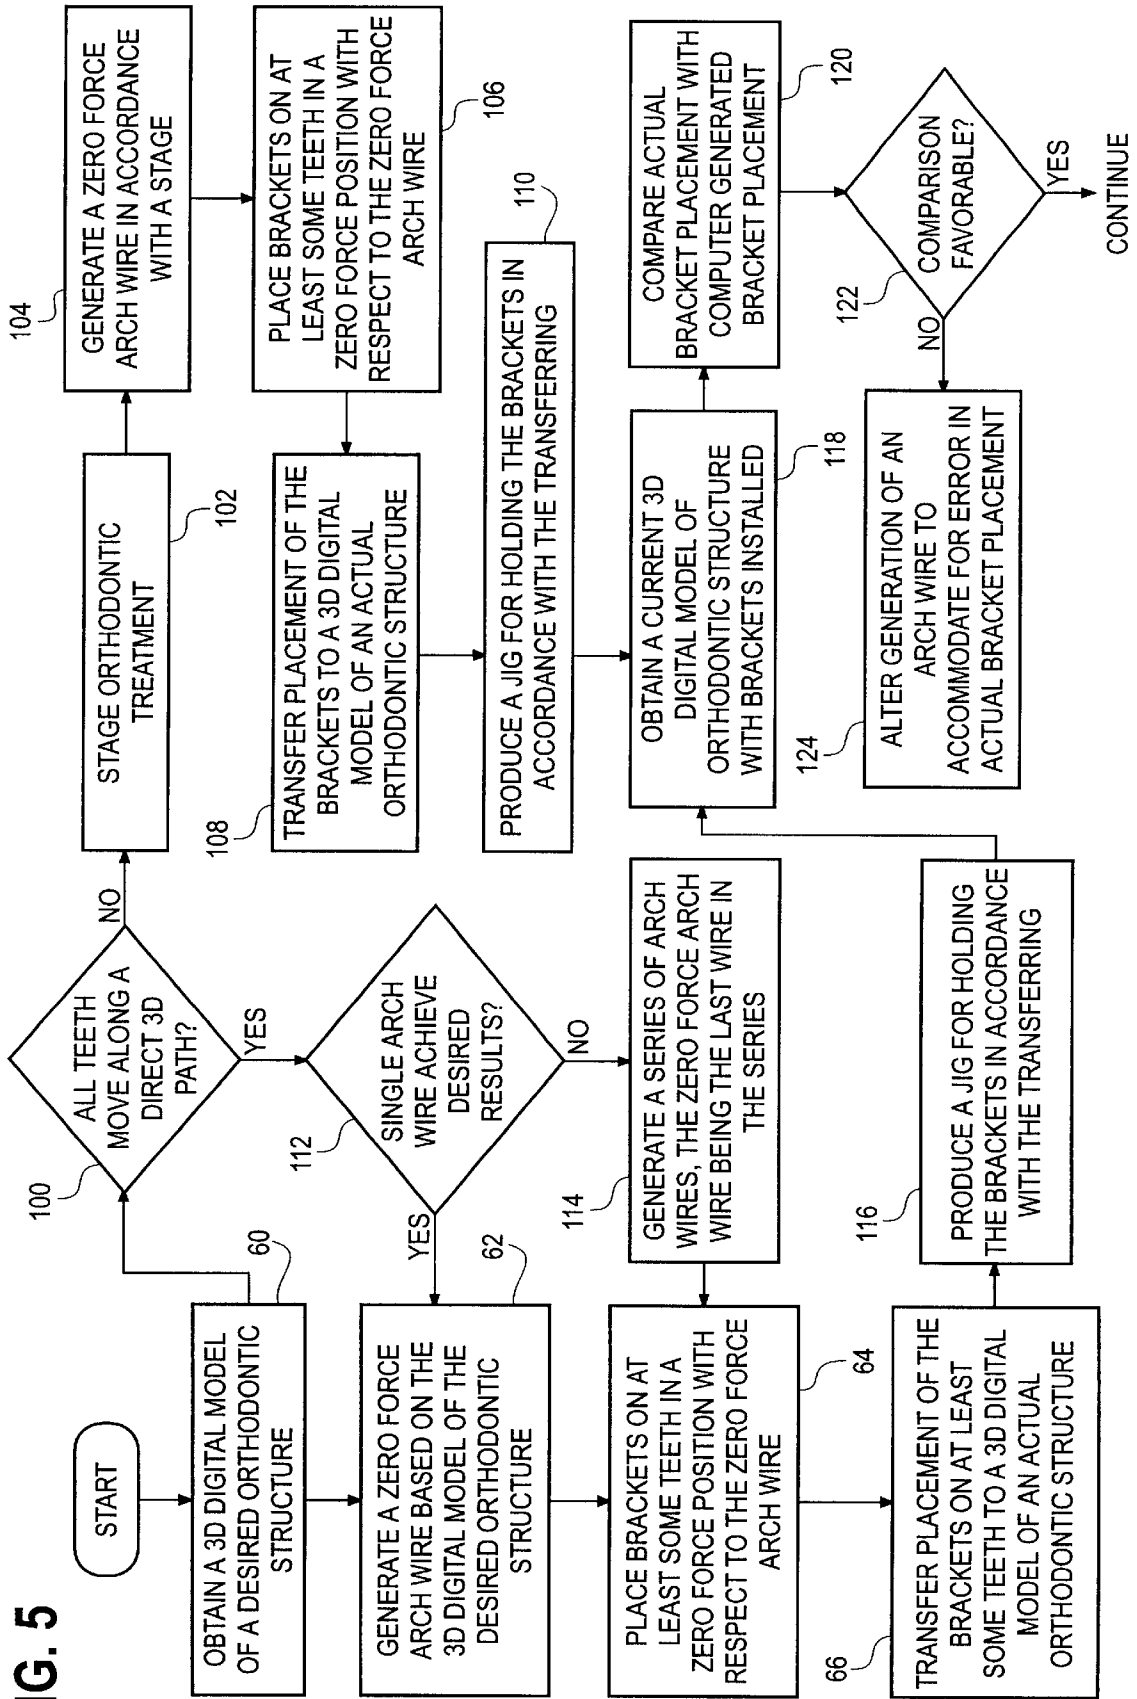 IG. 5
START
OBTAIN A 3D DIGITAL MODEL
OF A DESIRED ORTHODONTIC
STRUCTURE
60
GENERATE A ZERO FORCE
ARCH WIRE BASED ON THE
3D DIGITAL MODEL OF THE
DESIRED ORTHODONTIC
STRUCTURE
62
PLACE BRACKETS ON AT
LEAST SOME TEETH IN A
ZERO FORCE POSITION WITH
RESPECT TO THE ZERO FORCE
ARCH WIRE
64
TRANSFER PLACEMENT OF THE
BRACKETS ON AT LEAST
SOME TEETH TO A 3D DIGITAL
MODEL OF AN ACTUAL
ORTHODONTIC STRUCTURE
66
100
ALL TEETH
MOVE ALONG A
DIRECT 3D
PATH?
NO
YES
112
SINGLE ARCH
WIRE ACHIEVE
DESIRED
RESULTS?
YES
NO
114
GENERATE A SERIES OF ARCH
WIRES, THE ZERO FORCE ARCH
WIRE BEING THE LAST WIRE IN
THE SERIES
116
PRODUCE A JIG FOR HOLDING
THE BRACKETS IN ACCORDANCE
WITH THE TRANSFERRING
STAGE ORTHODONTIC
TREATMENT
102
104
GENERATE A ZERO FORCE
ARCH WIRE IN ACCORDANCE
WITH A STAGE
PLACE BRACKETS ON AT
LEAST SOME TEETH IN A
ZERO FORCE POSITION WITH
RESPECT TO THE ZERO FORCE
ARCH WIRE
106
108
TRANSFER PLACEMENT OF THE
BRACKETS TO A 3D DIGITAL
MODEL OF AN ACTUAL
ORTHODONTIC STRUCTURE
110
PRODUCE A JIG FOR HOLDING THE BRACKETS IN
ACCORDANCE WITH THE TRANSFERRING
OBTAIN A CURRENT 3D
DIGITAL MODEL OF
ORTHODONTIC STRUCTURE
WITH BRACKETS INSTALLED
118
COMPARE ACTUAL
BRACKET PLACEMENT WITH
COMPUTER GENERATED
BRACKET PLACEMENT
120
122
COMPARISON
FAVORABLE?
NO
YES
CONTINUE
124
ALTER GENERATION OF AN
ARCH WIRE TO
ACCOMMODATE FOR ERROR IN
ACTUAL BRACKET PLACEMENT